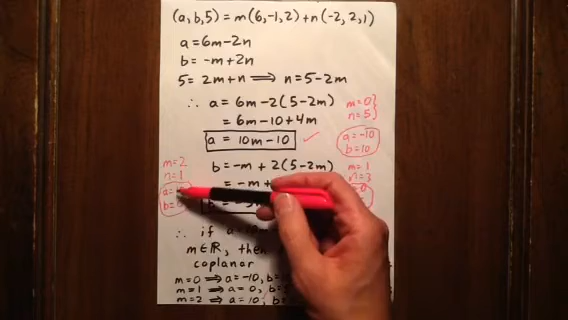 (a,b,5) = m(6,-1,2) + n(-2,2,1)
a = 6m - 2n
b = -m + 2n
5 = 2m + n ⟹ n = 5 - 2m
∴ a = 6m - 2(5-2m)
= 6m - 10 + 4m
a = 10m - 10 ✓
m=0
n=5
a=-10
b=10
b = -m + 2(5-2m)
= -m +
m=2
n=1
a=
b=
m=1
n=3
∴ if
m∈ℝ, then
coplanar
m=0 ⟹ a=-10, b=
m=1 ⟹ a=0,
m=2 ⟹ a=10,